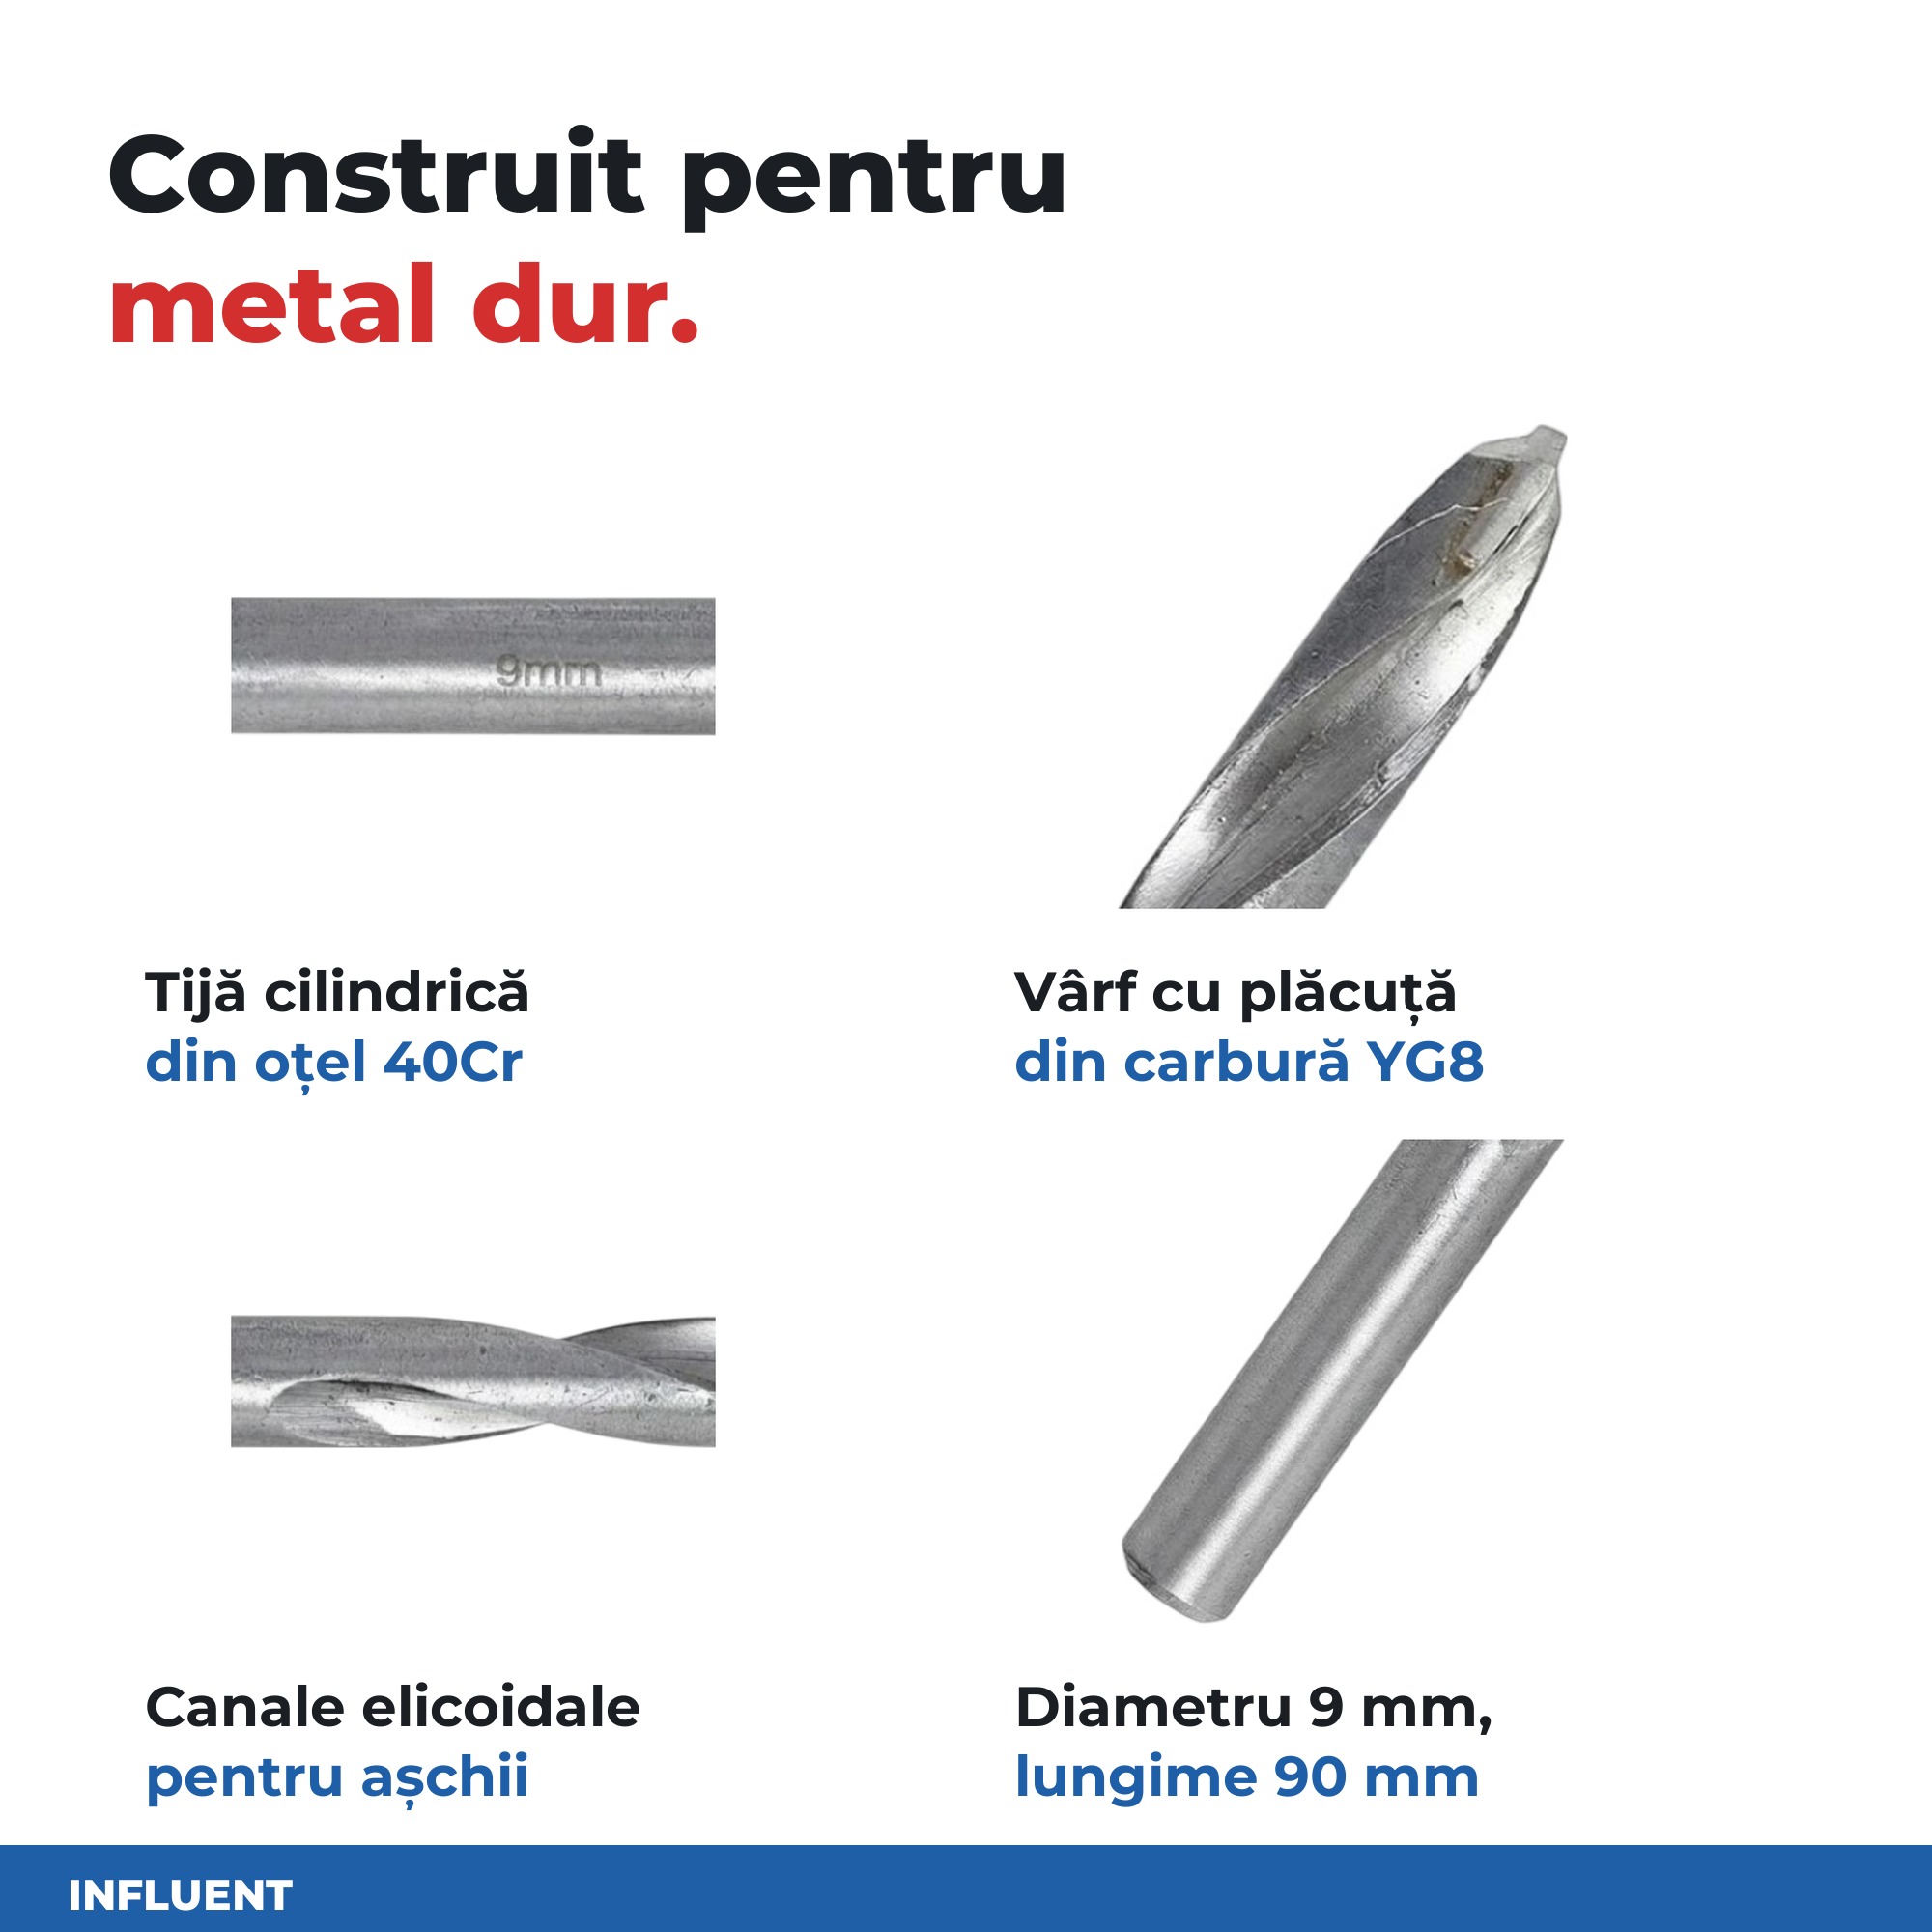 Construit pentru
metal dur.
9mm
Tijă cilindrică
din oțel 40Cr
Vârf cu plăcuță
din carbură YG8
Canale elicoidale
pentru așchii
Diametru 9 mm,
lungime 90 mm
INFLUENT